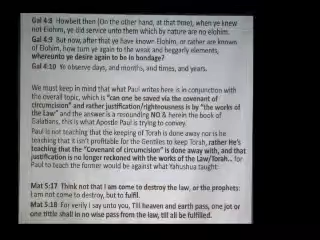 Gal 4:8 Howbeit then (On the other hand, at that time), when ye knew
not Elohim, ye did service unto them which by nature are no elohim.
Gal 4:9 But now, after that ye have known Elohim, or rather are known
of Elohim, how turn ye again to the weak and beggarly elements,
whereunto ye desire again to be in bondage?
Gal 4:10 Ye observe days, and months, and times, and years.
We must keep in mind that what Paul writes here is in conjunction with
the overall topic, which is "can one be saved via the covenant of
circumcision" and rather justification/righteousness is by "the works of
the Law" and the answer is a resounding NO & herein the book of
Galatians, this is what Apostle Paul is trying to convey.
Paul is not teaching that the keeping of Torah is done away nor is he
teaching that it isn't profitable for the Gentiles to keep Torah, rather He's
teaching that the "Covenant of circumcision" is done away with, and that
justification is no longer reckoned with the works of the Law/Torah... for
Paul to teach the former would be against what Yahushua taught:
Mat 5:17 Think not that I am come to destroy the law, or the prophets:
I am not come to destroy, but to fulfil.
Mat 5:18 For verily I say unto you, Till heaven and earth pass, one jot or
one tittle shall in no wise pass from the law, till all be fulfilled.